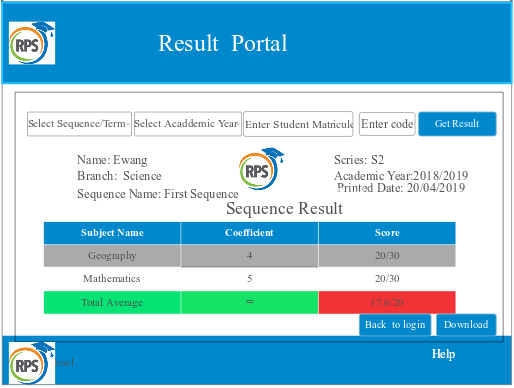 RPS
Result Portal
Select Sequence/Term
Select Acaddemic Year
Enter Student Matricule
Enter code
Get Result
Name: Ewang
Branch: Science
Sequence Name: First Sequence
RPS
Scries: S2
Academic Year:2018/2019
Printed Date: 20/04/2019
Sequence Result
Subject Name Coefficient Score
Geography 4 20/30
Mathematics 5 20/30
Total Average = 17.6/20
Back to login Download
RPS
Help